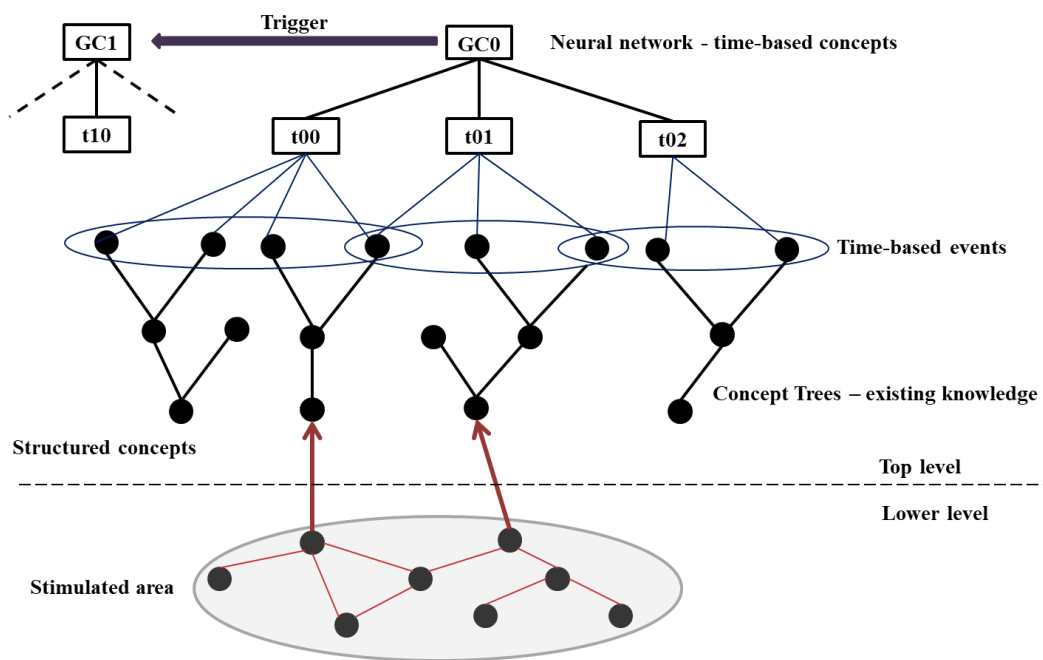 Trigger
GC1
GC0
Neural network - time-based concepts
t10
t00
t01
t02
Time-based events
Concept Trees – existing knowledge
Structured concepts
Top level
Lower level
Stimulated area